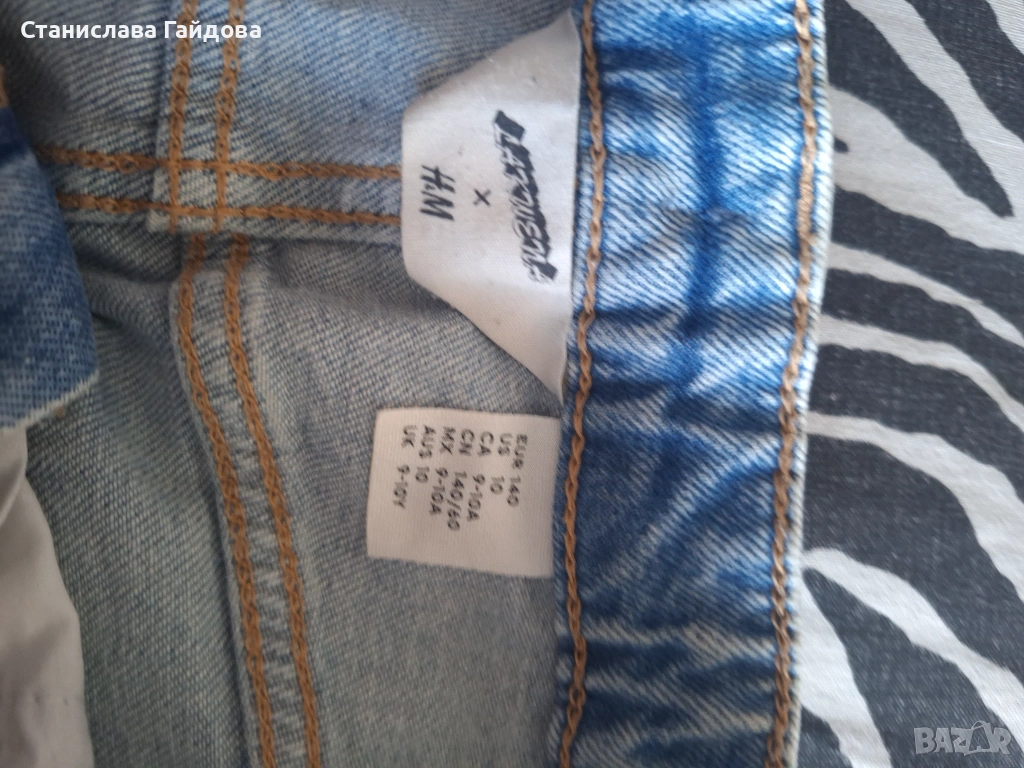 Станислава Гайдова
H&M
×
EUR 140
US 10
CA 9-10A
CN 140/60
MX 9-10A
AUS 10
UK 9-10Y
BAZAR